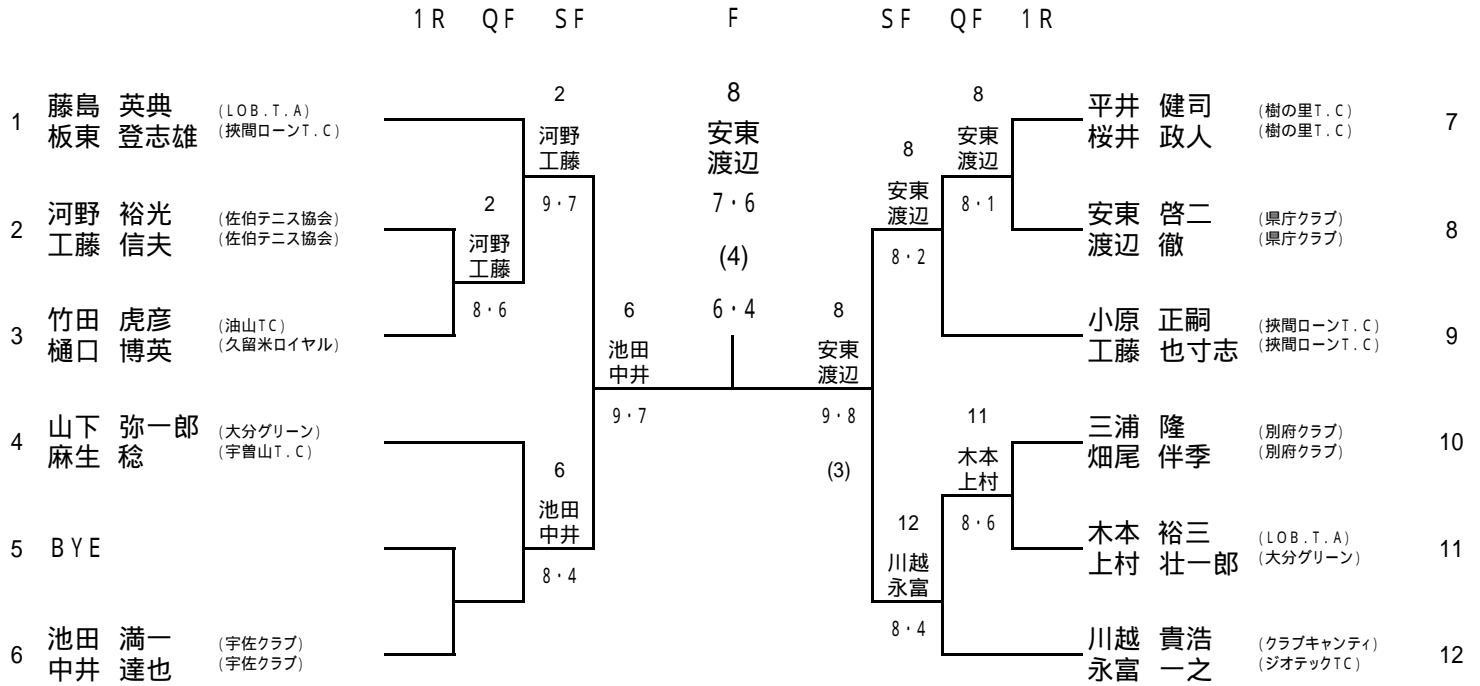 1R QF SF F SF QF 1R
1 藤島 英典 (LOB.T.A)
板東 登志雄 (挾間ローンT.C)
2
河野
工藤
9・7
2 河野 裕光 (佐伯テニス協会)
工藤 信夫 (佐伯テニス協会)
2
河野
工藤
8・6
3 竹田 虎彦 (油山TC)
樋口 博英 (久留米ロイヤル)
6
池田
中井
9・7
4 山下 弥一郎 (大分グリーン)
麻生 稔 (宇曽山T.C)
6
池田
中井
8・4
5 BYE
6 池田 満一 (宇佐クラブ)
中井 達也 (宇佐クラブ)
8
安東
渡辺
7・6
(4)
6・4
8
安東
渡辺
9・8
(3)
8
安東
渡辺
8・2
8
安東
渡辺
8・1
平井 健司 (樹の里T.C) 7
桜井 政人 (樹の里T.C)
安東 啓二 (県庁クラブ) 8
渡辺 徹 (県庁クラブ)
小原 正嗣 (挾間ローンT.C) 9
工藤 也寸志 (挾間ローンT.C)
11
木本
上村
8・6
12
川越
永富
8・4
三浦 隆 (別府クラブ) 10
畑尾 伴季 (別府クラブ)
木本 裕三 (LOB.T.A) 11
上村 壮一郎 (大分グリーン)
川越 貴浩 (クラブキャンティ) 12
永富 一之 (ジオテックTC)